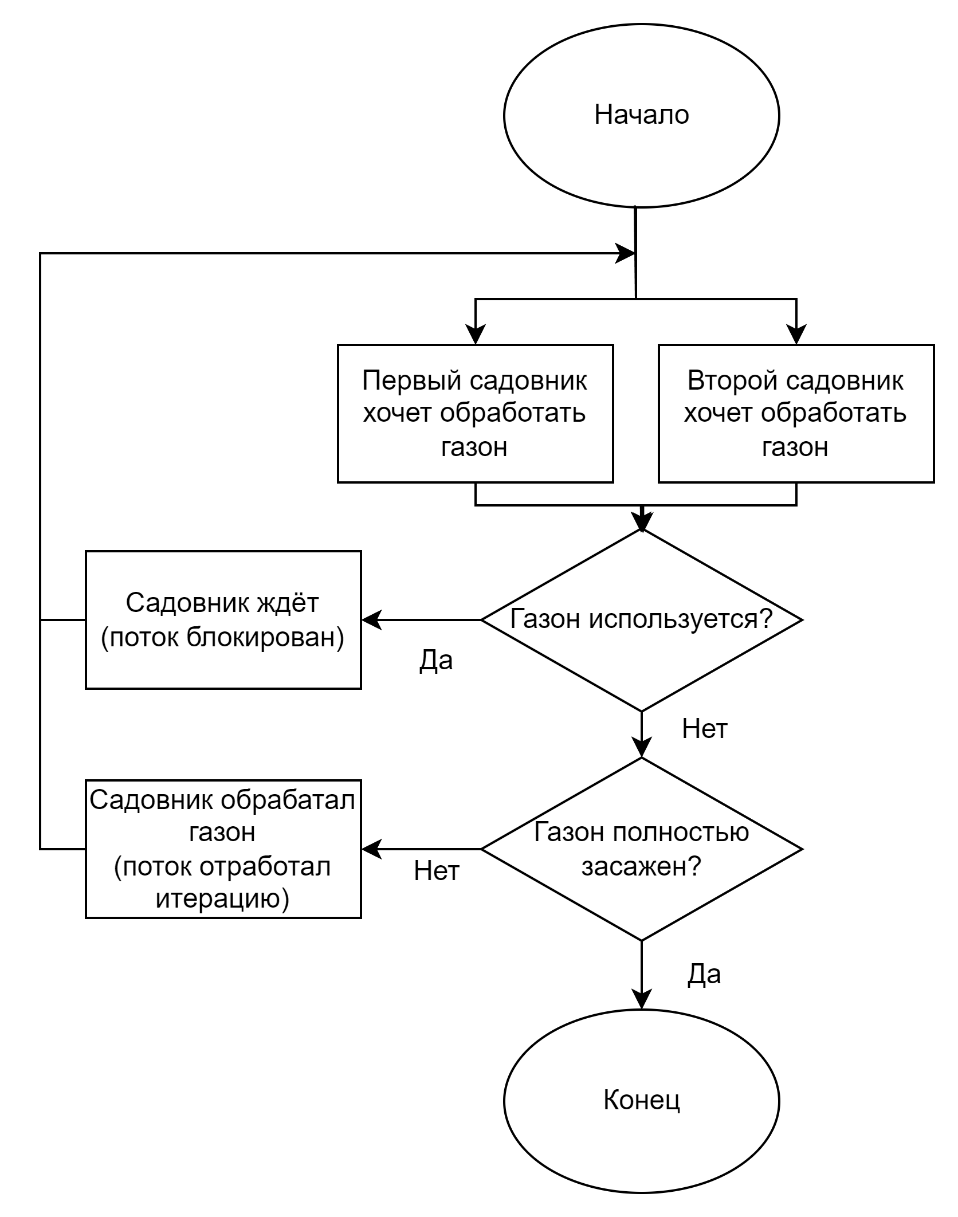 Начало
Первый садовник
хочет обработать
газон
Второй садовник
хочет обработать
газон
Садовник ждёт
(поток блокирован)
Газон используется?
Да
Нет
Садовник обрабатал
газон
(поток отработал
итерацию)
Газон полностью
засажен?
Нет
Да
Конец